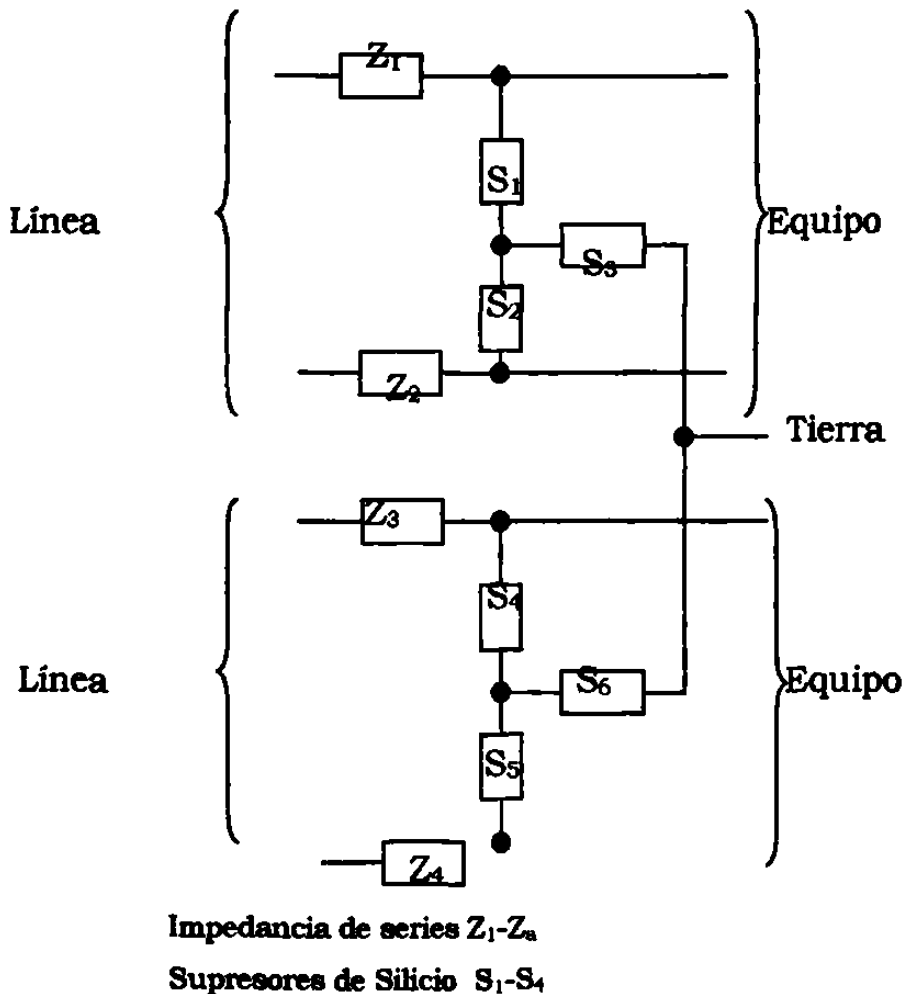 Z₁
S₁
Línea
Equipo
S₃
S₂
Z₂
Tierra
Z₃
S₄
Línea
S₆
Equipo
S₅
Z₄
Impedancia de series Z₁-Zₐ
Supresores de Silicio S₁-S₄